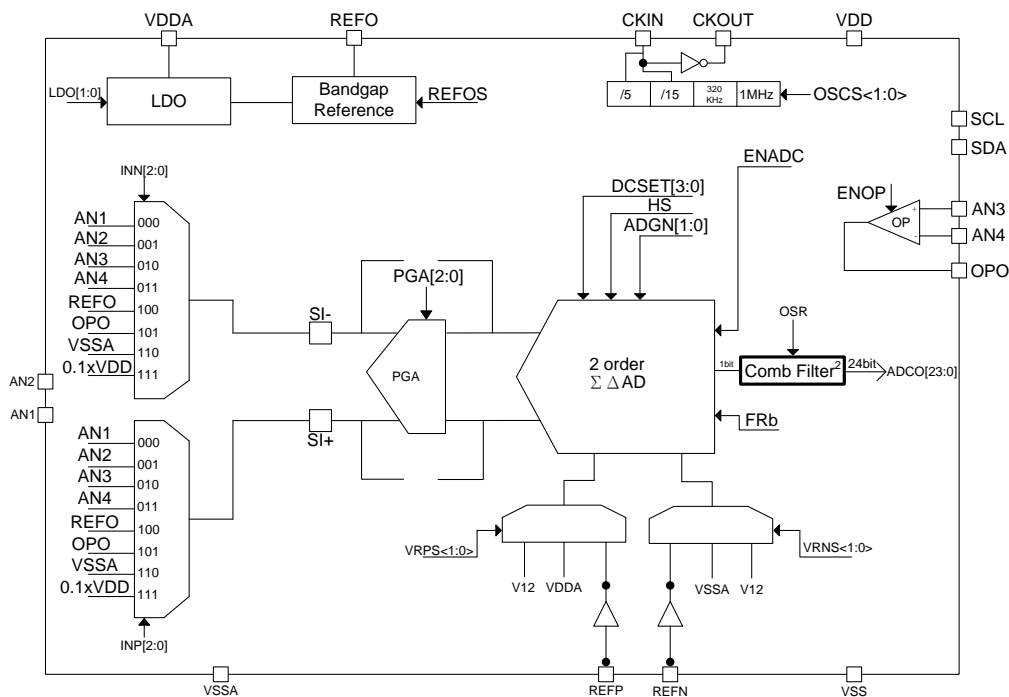 VDDA
REFO
CKIN
CKOUT
VDD
LDO[1:0]
LDO
Bandgap
Reference
REFOS
/5
/15
320
KHz
1MHz
OSCS<1:0>
SCL
SDA
INN[2:0]
ENADC
DCSET[3:0]
HS
ADGN[1:0]
ENOP
+
OP
-
AN3
AN4
OPO
AN1
000
AN2
001
AN3
010
AN4
011
REFO
100
OPO
101
VSSA
110
0.1xVDD
111
PGA[2:0]
SI-
PGA
2 order
Σ Δ AD
OSR
1bit
Comb Filter2
24bit
ADCO[23:0]
AN2
AN1
SI+
FRb
AN1
000
AN2
001
AN3
010
AN4
011
REFO
100
OPO
101
VSSA
110
0.1xVDD
111
INP[2:0]
VRPS<1:0>
VRNS<1:0>
V12
VDDA
VSSA
V12
VSSA
REFP
REFN
VSS